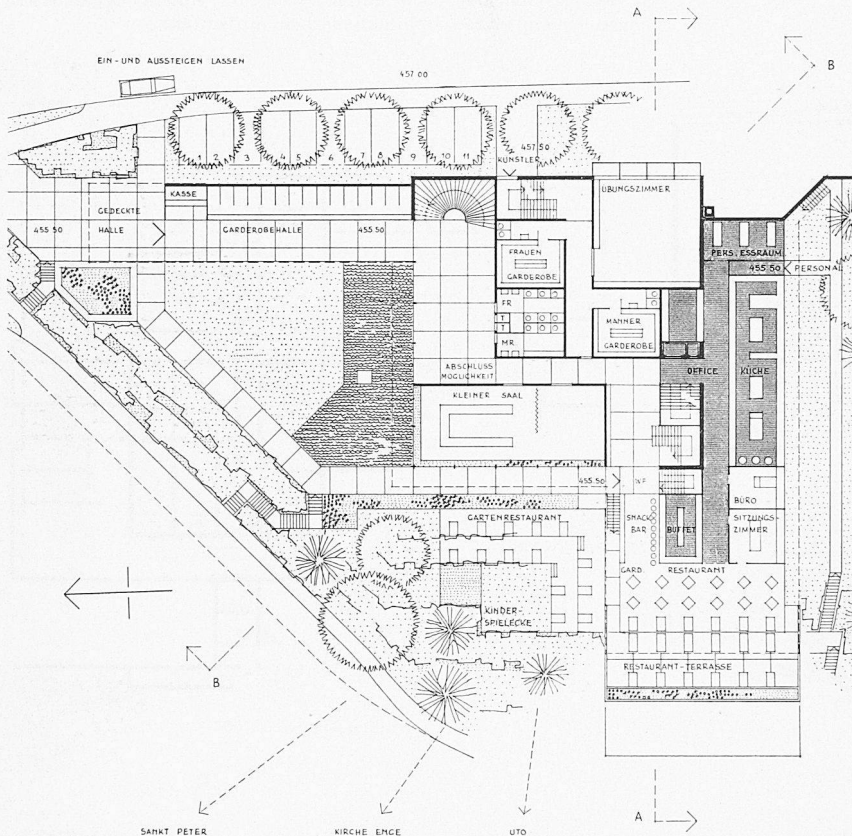 A
B
EIN- UND AUSSTEIGEN LASSEN
457 00
1 2 3 4 5 6 7 8 9 10 11
457 50
KÜNSTLER
KASSE
ÜBUNGSZIMMER
GEDECKTE
HALLE
455 50
GARDEROBEHALLE
455 50
FRAUEN
GARDEROBE
PERS. ESSRAUM
455 50
PERSONAL
FR
T
T
MR.
MÄNNER
GARDEROBE
ABSCHLUSS
MÖGLICHKEIT
OFFICE
KÜCHE
KLEINER SAAL
455.50
WF
BÜRO
GARTENRESTAURANT
SNACK
BAR
BUFFET
SITZUNGS-
ZIMMER
GARD.
RESTAURANT
KINDER-
SPIELECKE
RESTAURANT-TERRASSE
B
A
SANKT PETER
KIRCHE ENGE
UTO